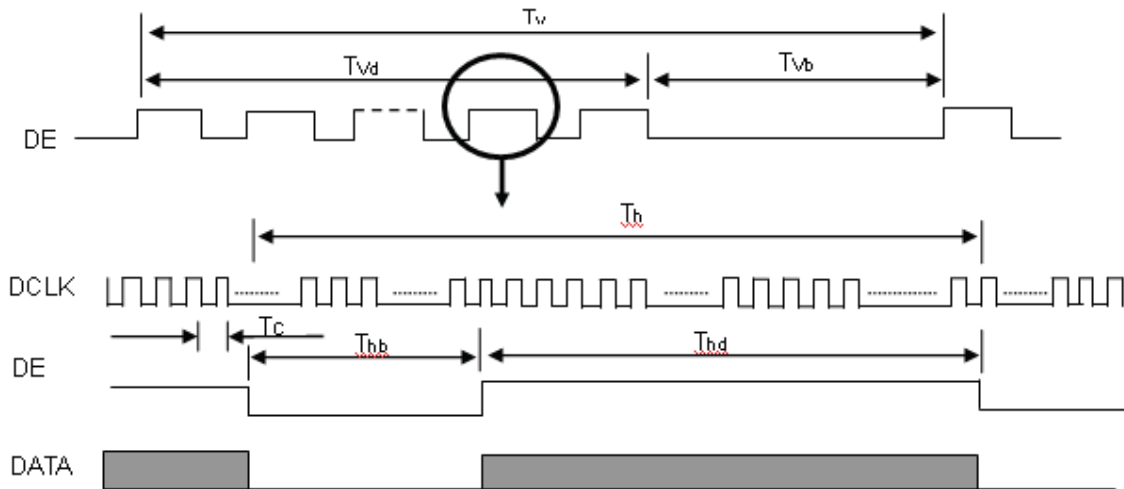 Tv
Tvd
Tvb
DE
Th
DCLK
Tc
Thb
Thd
DE
DATA